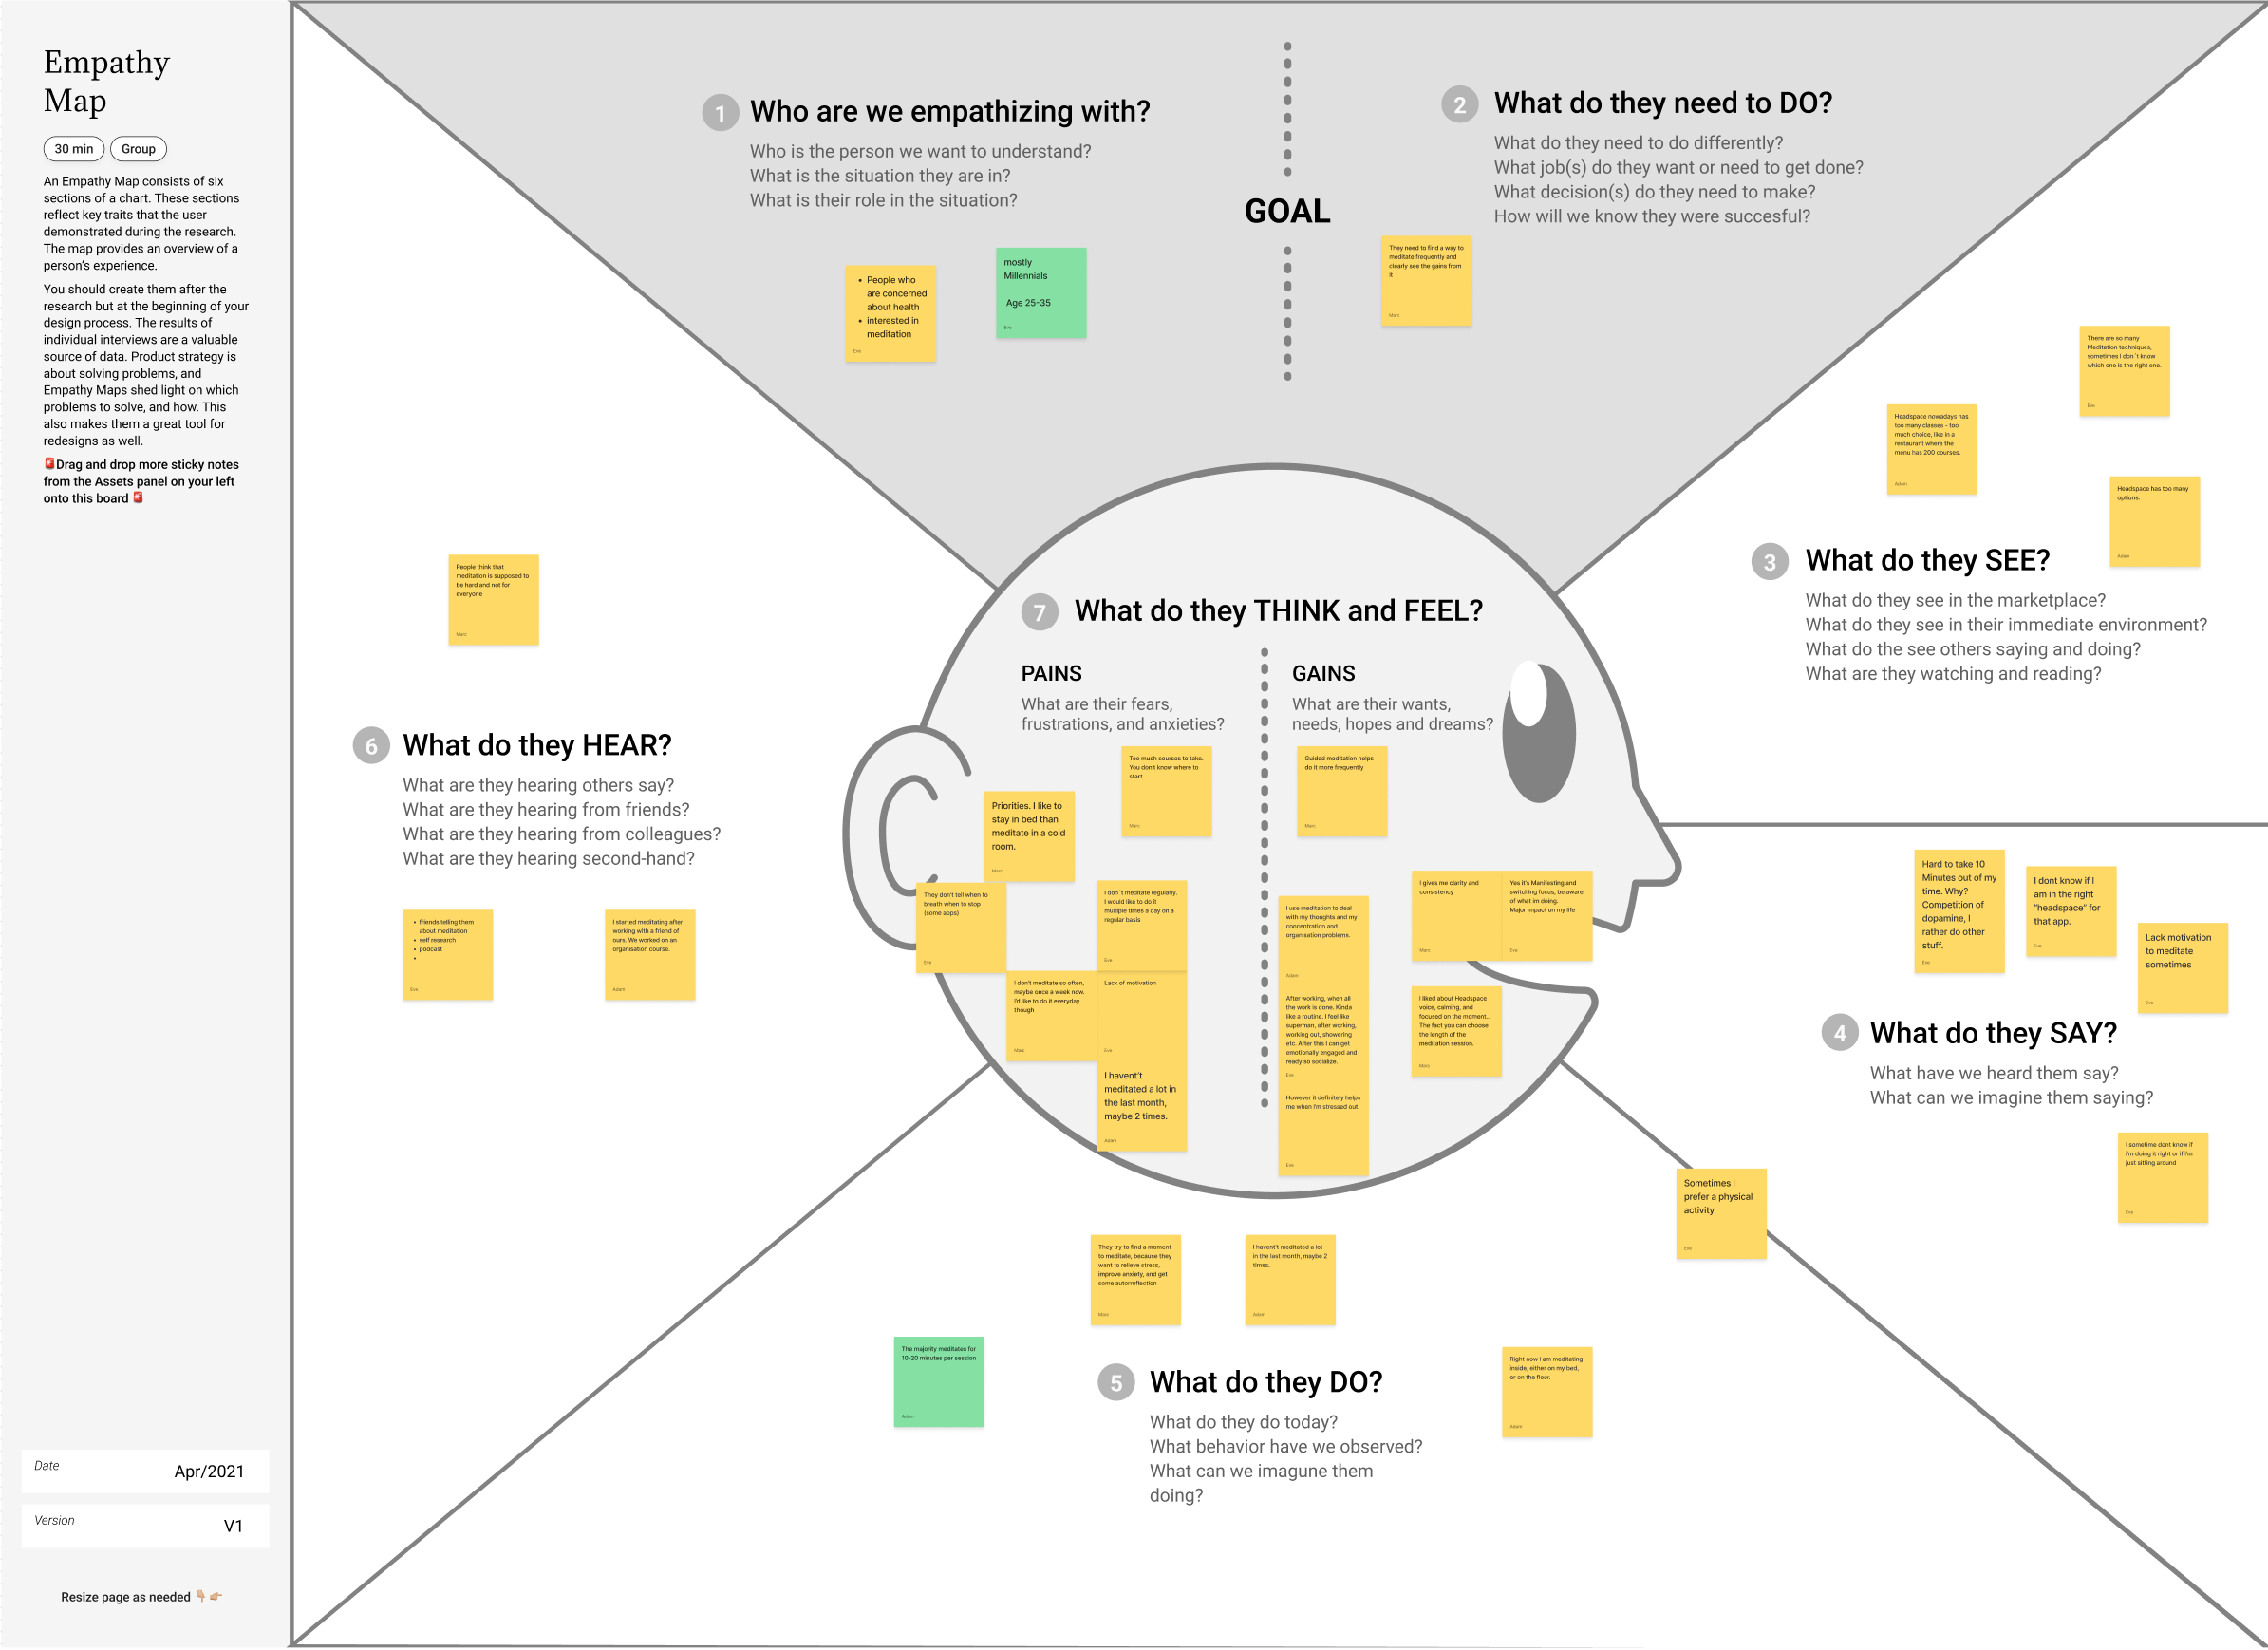 Empathy
Map
30 min
Group
An Empathy Map consists of six
sections of a chart. These sections
reflect key traits that the user
demonstrated during the research.
The map provides an overview of a
person's experience.
You should create them after the
research but at the beginning of your
design process. The results of
individual interviews are a valuable
source of data. Product strategy is
about solving problems, and
Empathy Maps shed light on which
problems to solve, and how. This
also makes them a great tool for
redesigns as well.
🚨Drag and drop more sticky notes
from the Assets panel on your left
onto this board 🚨
Date
Apr/2021
Version
V1
Resize page as needed 👇🏼👉🏼
1
Who are we empathizing with?
Who is the person we want to understand?
What is the situation they are in?
What is their role in the situation?
• People who
are concerned
about health
• interested in
meditation
Eve
mostly
Millennials
Age 25-35
Eve
GOAL
2
What do they need to DO?
What do they need to do differently?
What job(s) do they want or need to get done?
What decision(s) do they need to make?
How will we know they were succesful?
They need to find a way to
meditate frequently and
clearly see the gains from
it
Marc
There are so many
Meditation techniques,
sometimes I don´t know
which one is the right one.
Eve
Headspace nowadays has
too many classes - too
much choice, like in a
restaurant where the
menu has 200 courses.
Adam
Headspace has too many
options.
Adam
3
What do they SEE?
What do they see in the marketplace?
What do they see in their immediate environment?
What do the see others saying and doing?
What are they watching and reading?
Hard to take 10
Minutes out of my
time. Why?
Competition of
dopamine, I
rather do other
stuff.
Eve
I dont know if I
am in the right
"headspace" for
that app.
Eve
Lack motivation
to meditate
sometimes
Eve
4
What do they SAY?
What have we heard them say?
What can we imagine them saying?
I sometime dont know if
i'm doing it right or if i'm
just sitting around
Eve
Sometimes i
prefer a physical
activity
Eve
They try to find a moment
to meditate, because they
want to relieve stress,
improve anxiety, and get
some autorreflection
Marc
I haven't meditated a lot
in the last month, maybe 2
times.
Adam
The majority meditates for
10-20 minutes per session
Adam
Right now I am meditating
inside, either on my bed,
or on the floor.
Adam
5
What do they DO?
What do they do today?
What behavior have we observed?
What can we imagune them
doing?
People think that
meditation is supposed to
be hard and not for
everyone
Marc
6
What do they HEAR?
What are they hearing others say?
What are they hearing from friends?
What are they hearing from colleagues?
What are they hearing second-hand?
• friends telling them
about meditation
• self research
• podcast
•
Eve
I started meditating after
working with a friend of
ours. We worked on an
organisation course.
Adam
7
What do they THINK and FEEL?
PAINS
What are their fears,
frustrations, and anxieties?
Too much courses to take.
You don't know where to
start
Marc
Priorities. I like to
stay in bed than
meditate in a cold
room.
Marc
They don't tell when to
breath when to stop
(some apps)
Eve
I don´t meditate regularly.
I would like to do it
multiple times a day on a
regular basis
Eve
I don't meditate so often,
maybe once a week now.
I'd like to do it everyday
though
Marc
Lack of motivation
Eve
I havent't
meditated a lot in
the last month,
maybe 2 times.
Adam
GAINS
What are their wants,
needs, hopes and dreams?
Guided meditation helps
do it more frequently
Marc
I use meditation to deal
with my thoughts and my
concentration and
organisation problems.
Adam
After working, when all
the work is done. Kinda
like a routine. I feel like
superman, after working,
working out, showering
etc. After this I can get
emotionally engaged and
ready so socialize.
Eve
However it definitely helps
me when I'm stressed out.
Eve
I gives me clarity and
consistency
Marc
Yes it's Manifesting and
switching focus, be aware
of what im doing.
Major impact on my life
Eve
I liked about Headspace
voice, calming, and
focused on the moment..
The fact you can choose
the length of the
meditation session.
Marc